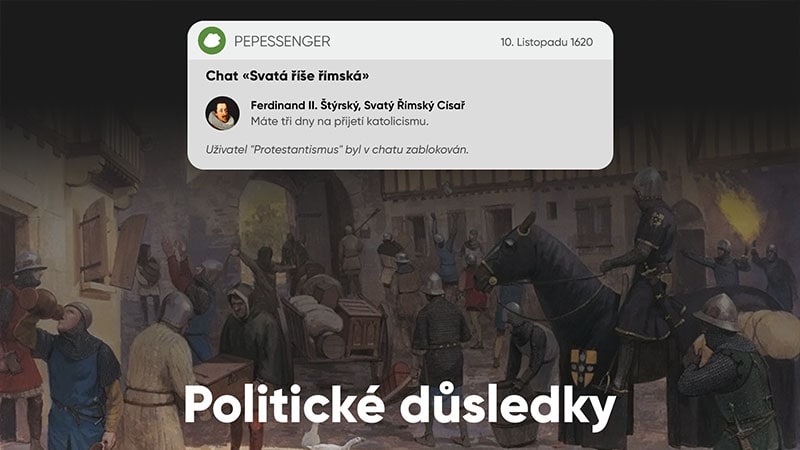 PEPESSENGER
10. Listopadu 1620
Chat «Svatá říše římská»
Ferdinand II. Štýrský, Svatý Římský Císař
Máte tři dny na přijetí katolicismu.
Uživatel "Protestantismus" byl v chatu zablokován.
Politické důsledky